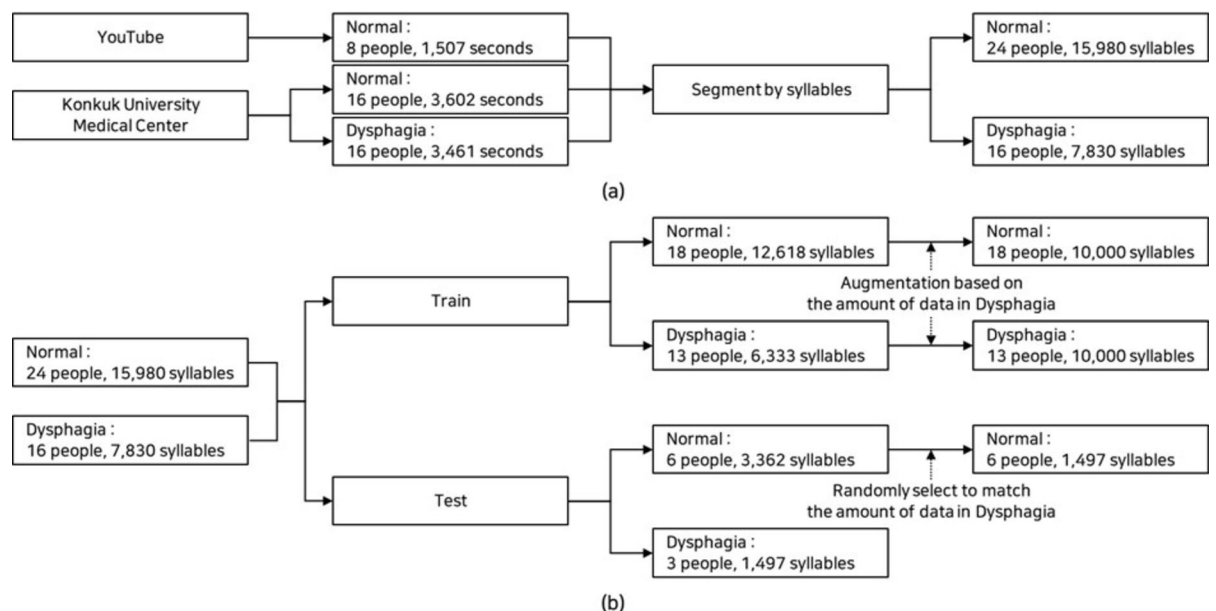 YouTube
Normal :
8 people, 1,507 seconds
Konkuk University
Medical Center
Normal :
16 people, 3,602 seconds
Dysphagia :
16 people, 3,461 seconds
Segment by syllables
Normal :
24 people, 15,980 syllables
Dysphagia :
16 people, 7,830 syllables
(a)
Normal :
24 people, 15,980 syllables
Dysphagia :
16 people, 7,830 syllables
Train
Normal :
18 people, 12,618 syllables
Normal :
18 people, 10,000 syllables
Augmentation based on
the amount of data in Dysphagia
Dysphagia :
13 people, 6,333 syllables
Dysphagia :
13 people, 10,000 syllables
Test
Normal :
6 people, 3,362 syllables
Normal :
6 people, 1,497 syllables
Randomly select to match
the amount of data in Dysphagia
Dysphagia :
3 people, 1,497 syllables
(b)